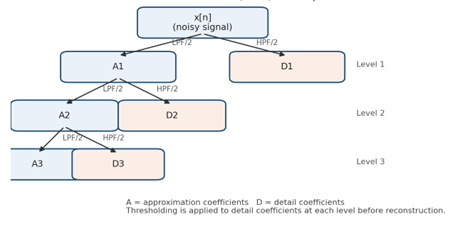 x[n]
(noisy signal)
LPF/2 HPF/2
A1 D1 Level 1
LPF/2 HPF/2
A2 D2 Level 2
LPF/2 HPF/2
A3 D3 Level 3
A = approximation coefficients D = detail coefficients
Thresholding is applied to detail coefficients at each level before reconstruction.